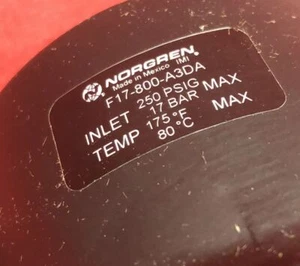 NORGREN
Made in Mexico IMI
F17-800-A3DA
INLET 250 PSIG MAX
17 BAR
TEMP 175°F MAX
80°C